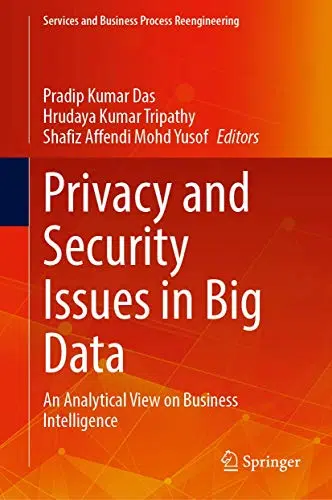 Services and Business Process Reengineering
Pradip Kumar Das
Hrudaya Kumar Tripathy
Shafiz Affendi Mohd Yusof Editors
Privacy and
Security
Issues in Big
Data
An Analytical View on Business
Intelligence
Springer